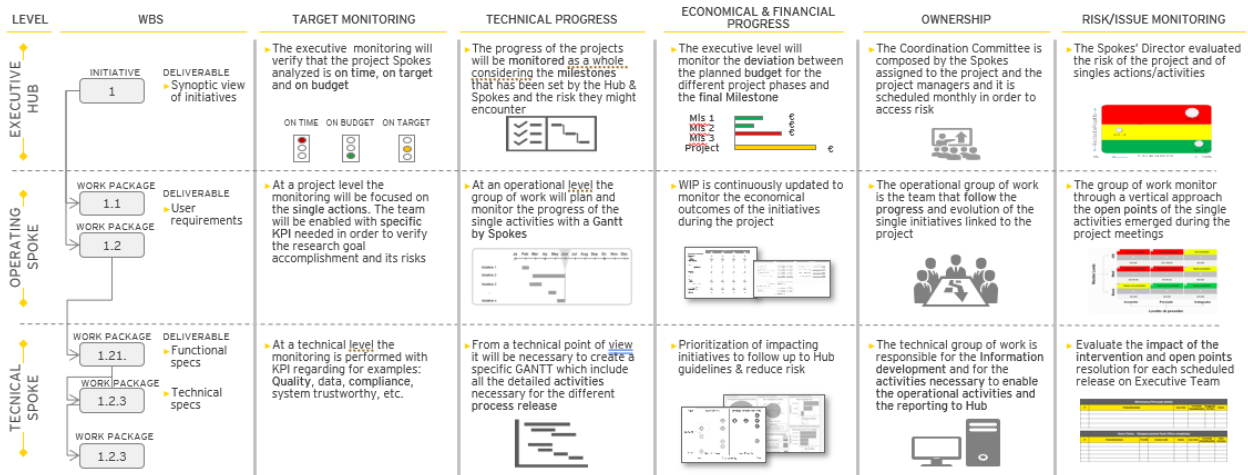 LEVEL
WBS
TARGET MONITORING
TECHNICAL PROGRESS
ECONOMICAL & FINANCIAL
PROGRESS
OWNERSHIP
RISK/ISSUE MONITORING
EXECUTIVE
HUB
INITIATIVE
1
DELIVERABLE
Synoptic view
of initiatives
The executive monitoring will
verify that the project Spokes
analyzed is on time, on target
and on budget
ON TIME
ON BUDGET
ON TARGET
The progress of the projects
will be monitored as a whole
considering the milestones
that has been set by the Hub &
Spokes and the risk they might
encounter
The executive level will
monitor the deviation between
the planned budget for the
different project phases and
the final Milestone
Mls 1
Mls 2
Mls 3
Project
€
€
€
The Coordination Committee is
composed by the Spokes
assigned to the project and the
project managers and it is
scheduled monthly in order to
access risk
The Spokes' Director evaluated
the risk of the project and of
singles actions/activities
OPERATING
SPOKE
WORK PACKAGE
1.1
WORK PACKAGE
1.2
DELIVERABLE
User
requirements
At a project level the
monitoring will be focused on
the single actions. The team
will be enabled with specific
KPI needed in order to verify
the research goal
accomplishment and its risks
At an operational level the
group of work will plan and
monitor the progress of the
single activities with a Gantt
by Spokes
WIP is continuously updated to
monitor the economical
outcomes of the initiatives
during the project
The operational group of work
is the team that follow the
progress and evolution of the
single initiatives linked to the
project
The group of work monitor
through a vertical approach
the open points of the single
activities emerged during the
project meetings
TECNICAL
SPOKE
WORK PACKAGE
1.21.
WORK PACKAGE
1.2.3
WORK PACKAGE
1.2.3
DELIVERABLE
Functional
specs
Technical
specs
At a technical level the
monitoring is performed with
KPI regarding for examples:
Quality, data, compliance,
system trustworthy, etc.
From a technical point of view
it will be necessary to create a
specific GANTT which include
all the detailed activities
necessary for the different
process release
Prioritization of impacting
initiatives to follow up to Hub
guidelines & reduce risk
The technical group of work is
responsible for the Information
development and for the
activities necessary to enable
the operational activities and
the reporting to Hub
Evaluate the impact of the
intervention and open points
resolution for each scheduled
release on Executive Team